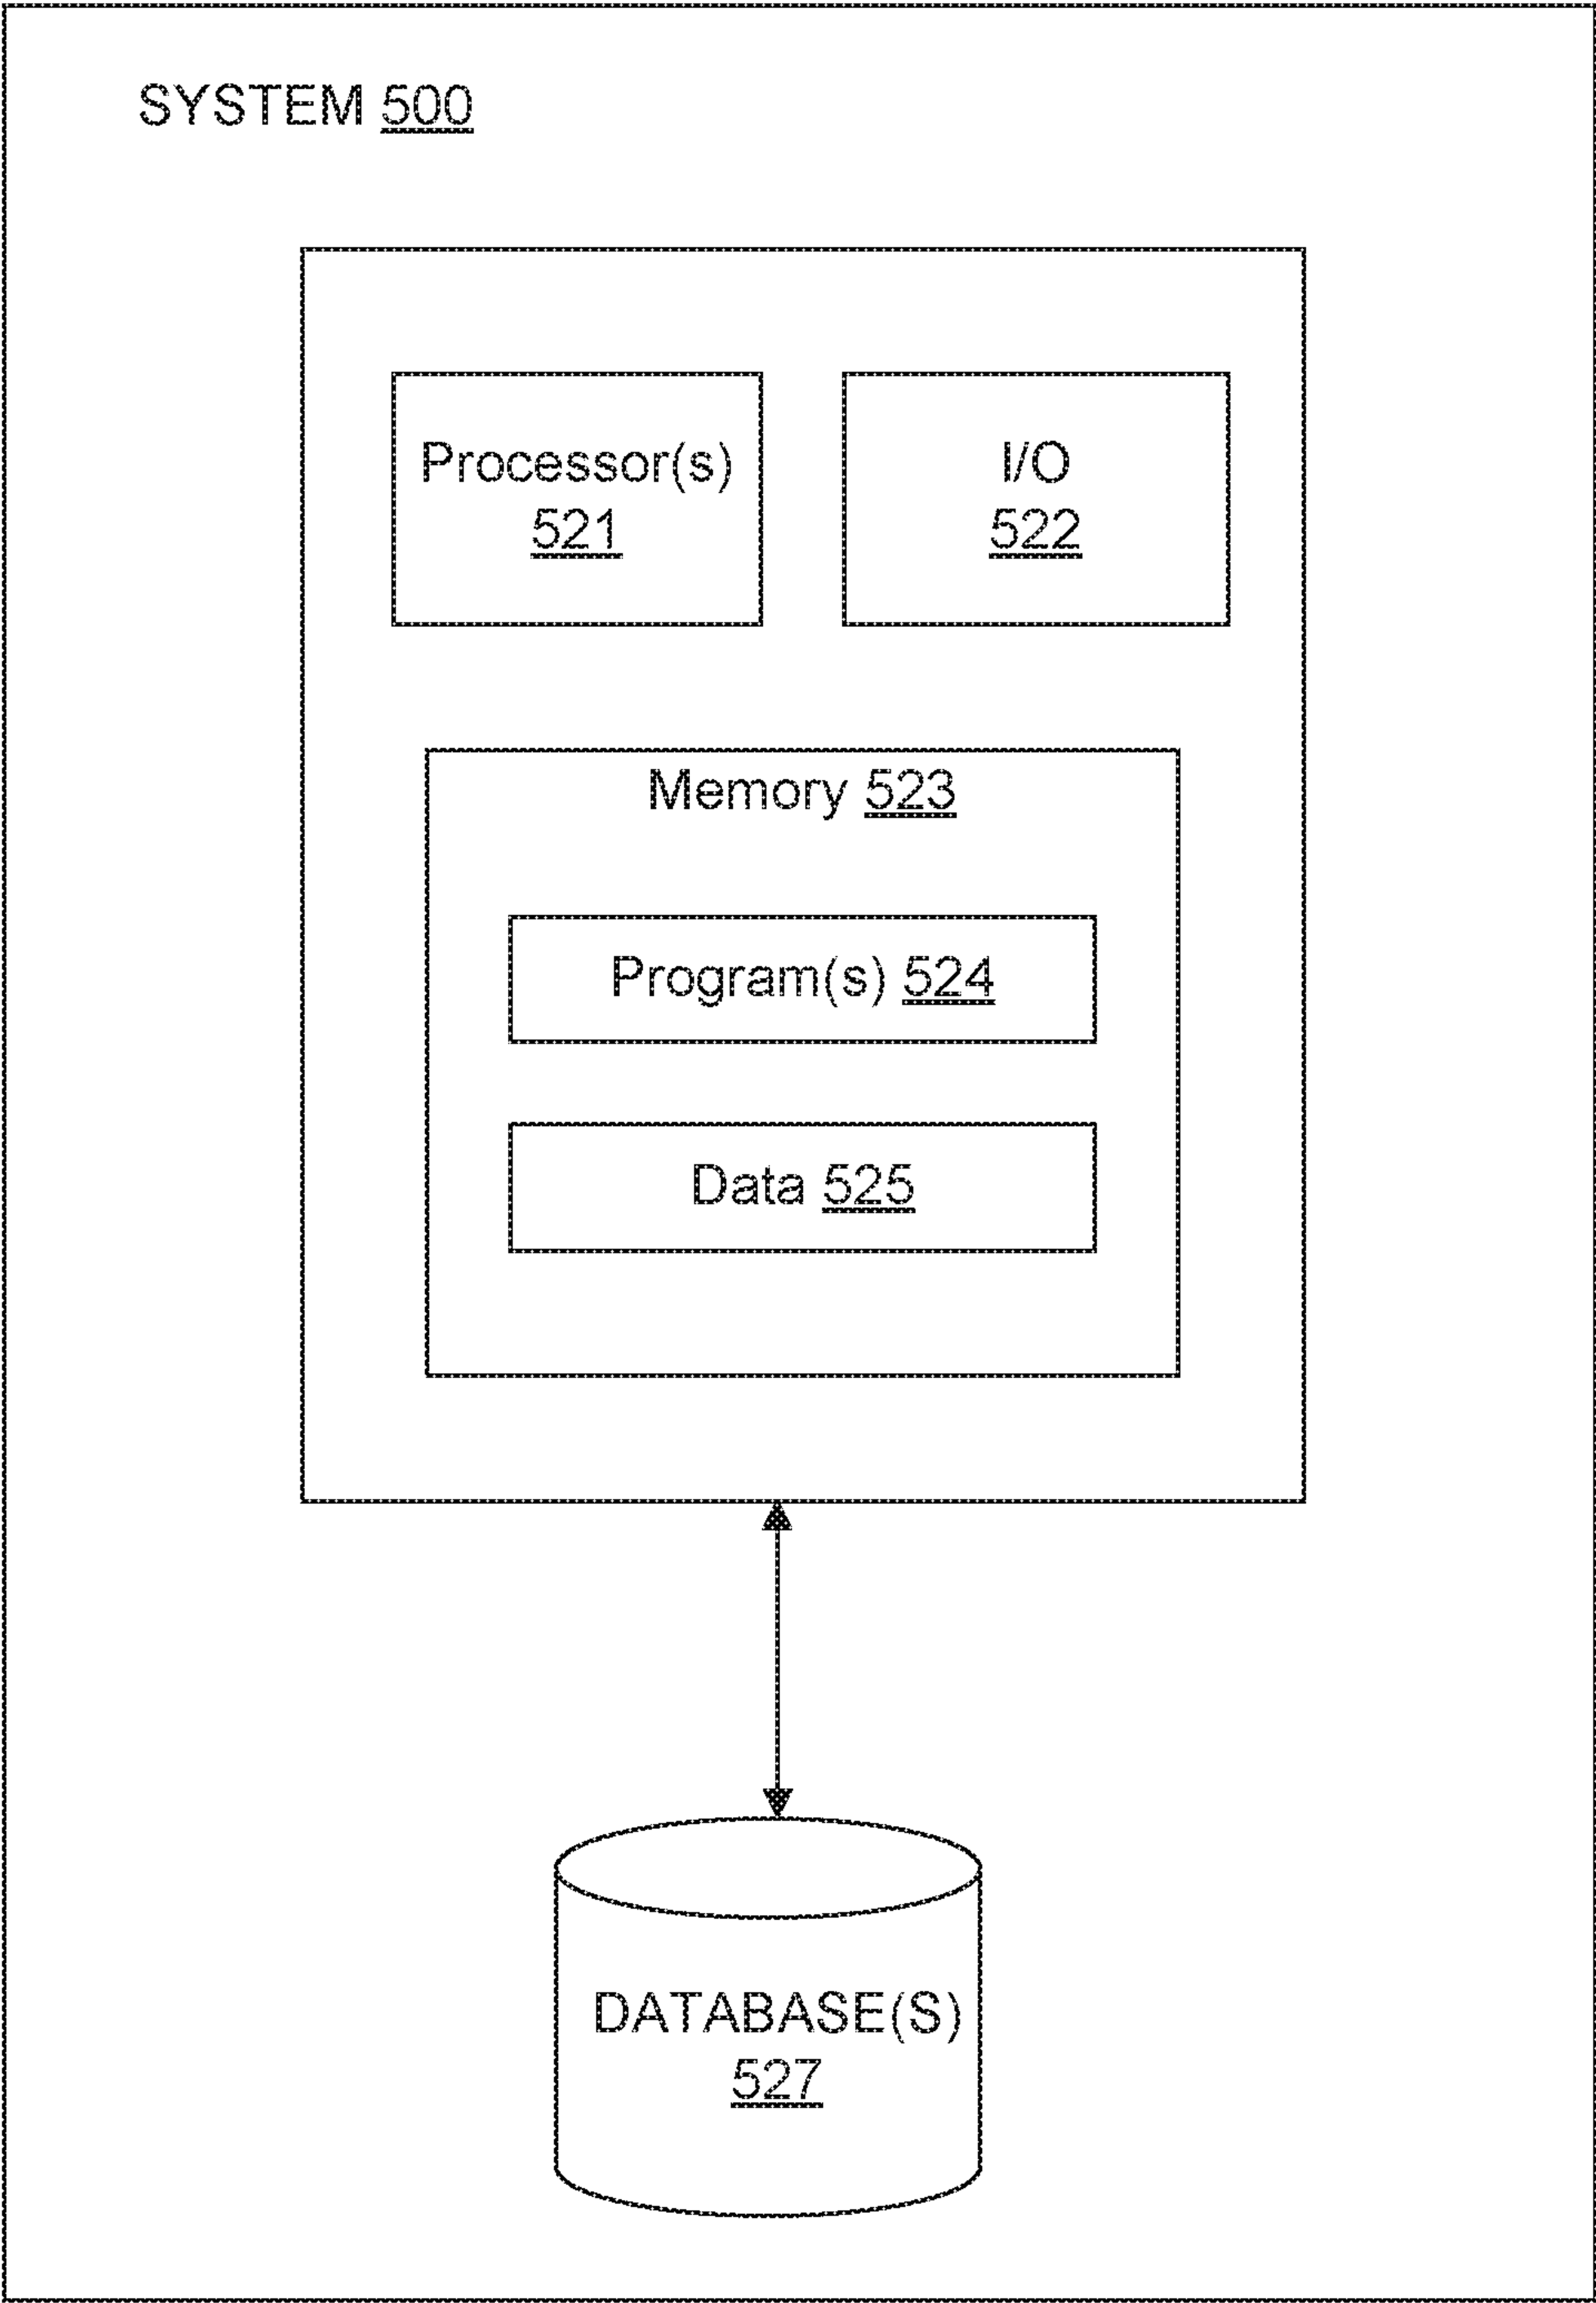 SYSTEM 500
Processor(s)
521
I/O
522
Memory 523
Program(s) 524
Data 525
DATABASE(S)
527